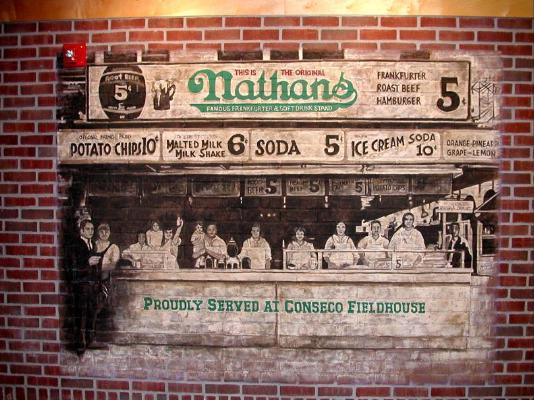 ROOT BEER
5¢
THIS IS THE ORIGINAL
Nathan's
FAMOUS FRANKFURTER & SOFT DRINK STAND
FRANKFURTER
ROAST BEEF
HAMBURGER
5¢
POTATO CHIPS 10¢
MALTED MILK
MILK SHAKE
6¢
SODA 5¢
ICE CREAM SODA
10¢
GRAPE-LEMON
PROUDLY SERVED AT CONSECO FIELDHOUSE